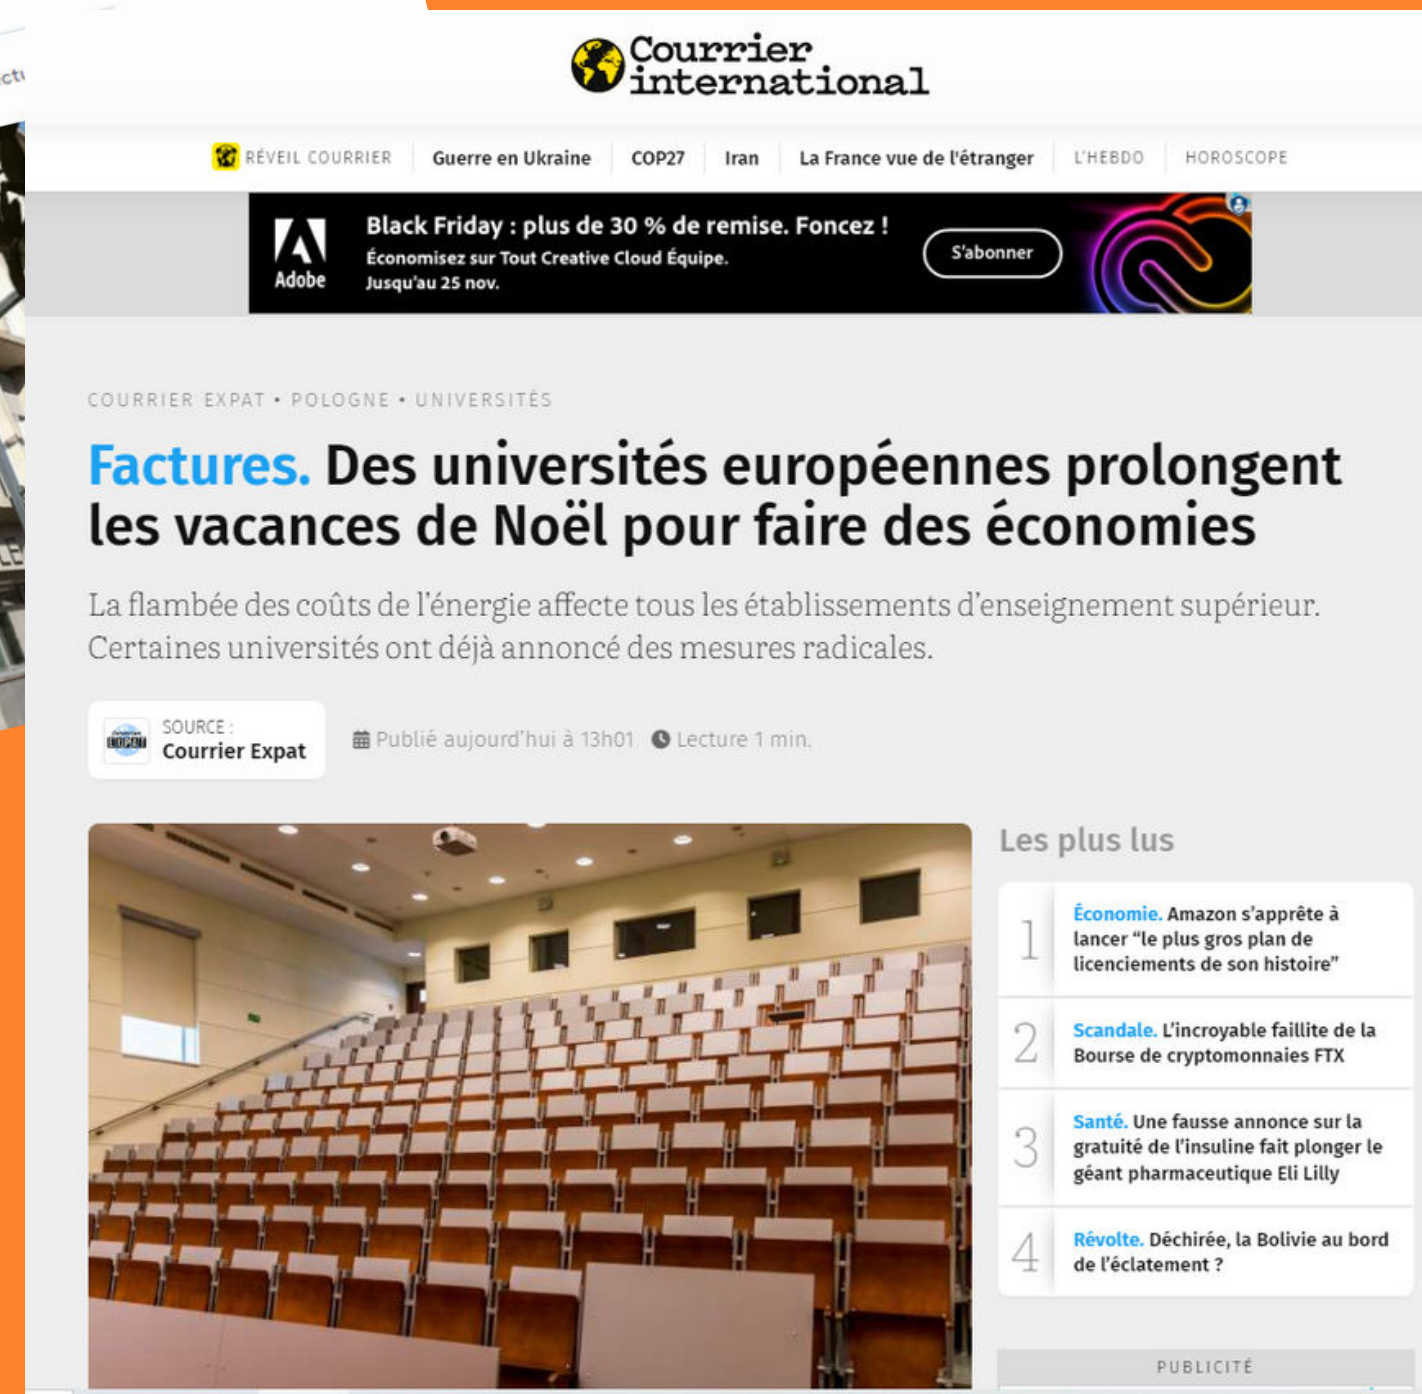 Courrier
international
RÉVEIL COURRIER
Guerre en Ukraine
COP27
Iran
La France vue de l'étranger
L'HEBDO
HOROSCOPE
Adobe
Black Friday : plus de 30 % de remise. Foncez !
Économisez sur Tout Creative Cloud Équipe.
Jusqu'au 25 nov.
S'abonner
COURRIER EXPAT • POLOGNE • UNIVERSITÉS
Factures. Des universités européennes prolongent
les vacances de Noël pour faire des économies
La flambée des coûts de l’énergie affecte tous les établissements d’enseignement supérieur.
Certaines universités ont déjà annoncé des mesures radicales.
EXPAT
SOURCE :
Courrier Expat
Publié aujourd’hui à 13h01
Lecture 1 min.
Les plus lus
1
Économie. Amazon s’apprête à
lancer “le plus gros plan de
licenciements de son histoire”
2
Scandale. L’incroyable faillite de la
Bourse de cryptomonnaies FTX
3
Santé. Une fausse annonce sur la
gratuité de l’insuline fait plonger le
géant pharmaceutique Eli Lilly
4
Révolte. Déchirée, la Bolivie au bord
de l’éclatement ?
PUBLICITÉ